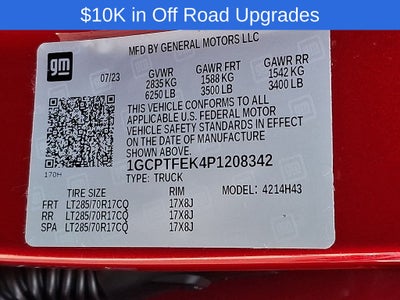 $10K in Off Road Upgrades
MFD BY GENERAL MOTORS LLC
gm
07/23
GVWR GAWR FRT GAWR RR
2835 KG 1588 KG 1542 KG
6250 LB 3500 LB 3400 LB
THIS VEHICLE CONFORMS TO ALL
APPLICABLE U.S. FEDERAL MOTOR
VEHICLE SAFETY STANDARDS IN EFFECT
ON THE DATE OF MANUFACTURE
SHOWN ABOVE.
1GCPTFEK4P1208342
170H
TYPE: TRUCK
MODEL: 4214H43
TIRE SIZE RIM
FRT LT285/70R17CQ 17X8J
RR LT285/70R17CQ 17X8J
SPA LT285/70R17CQ 17X8J